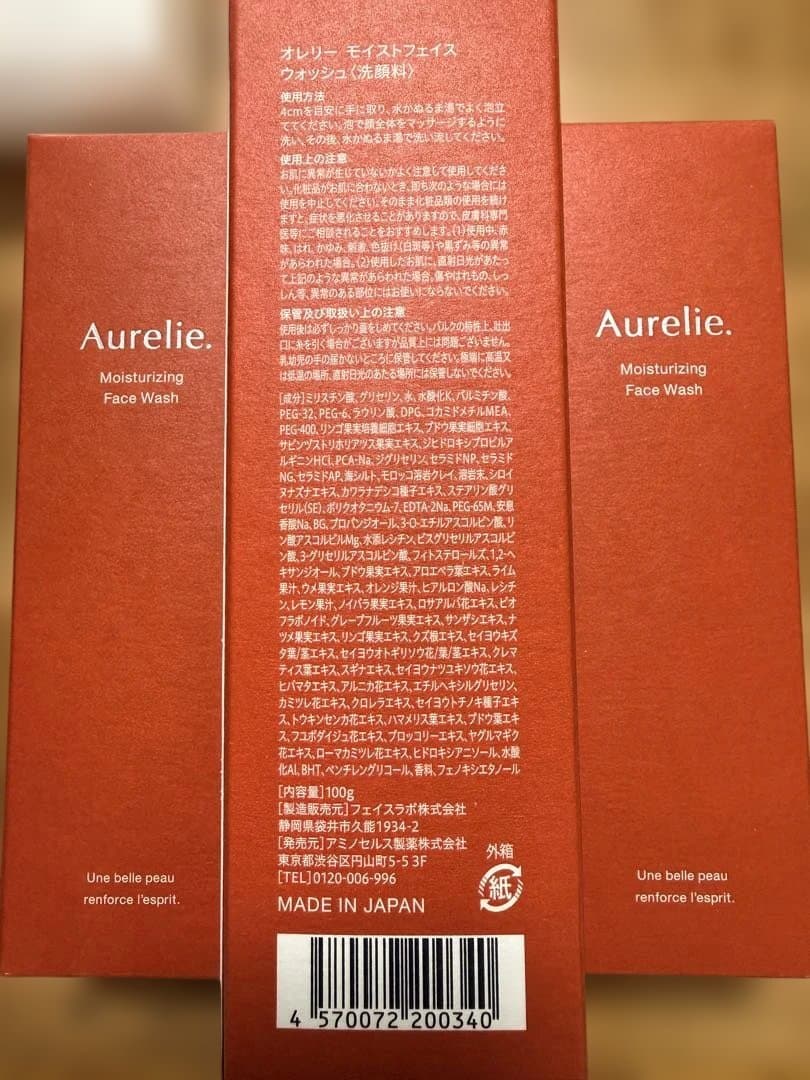 オレリー モイストフェイス
ウォッシュ〈洗顔料〉
使用方法
4cmを目安に手に取り、水かぬるま湯でよく泡立
ててください。泡で顔全体をマッサージするように
洗い、その後、水かぬるま湯で洗い流してください。
使用上の注意
お肌に異常が生じていないかよく注意して使用してくださ
い。化粧品がお肌に合わないとき、即ち次のような場合には
使用を中止してください。そのまま化粧品類の使用を続け
ますと、症状を悪化させることがありますので、皮膚科専門
医等にご相談されることをおすすめします。(1)使用中、赤
味、はれ、かゆみ、刺激、色抜け(白斑等)や黒ずみ等の異常
があらわれた場合。(2)使用したお肌に、直射日光があたっ
て上記のような異常があらわれた場合。傷やはれもの、しっ
しん等、異常のある部位にはお使いにならないでください。
保管及び取扱い上の注意
使用後は必ずしっかり蓋をしめてください。バルクの特性上、吐出
口に糸を引く場合がございますが品質上には問題ございません。
乳幼児の手の届かないところに保管してください。極端に高温又
は低温の場所、直射日光のあたる場所には保管しないでください。
[成分]ミリスチン酸、グリセリン、水、水酸化K、パルミチン酸、
PEG-32、PEG-6、ラウリン酸、DPG、コカミドメチルMEA、
PEG-400、リンゴ果実培養細胞エキス、ブドウ果実細胞エキス、
サピンヅストリホリアツス果実エキス、ジヒドロキシプロピルア
ルギニンHCl、PCA-Na、ジグリセリン、セラミドNP、セラミド
NG、セラミドAP、海シルト、モロッコ溶岩クレイ、溶岩末、シロイ
ヌナズナエキス、カワラナデシコ種子エキス、ステアリン酸グリ
セリル(SE)、ポリクオタニウム-7、EDTA-2Na、PEG-65M、安息
香酸Na、BG、プロパンジオール、3-O-エチルアスコルビン酸、リ
ン酸アスコルビルMg、水添レシチン、ビスグリセリルアスコルビ
ン酸、3-グリセリルアスコルビン酸、フィトステロールズ、1,2-ヘ
キサンジオール、ブドウ果実エキス、アロエベラ葉エキス、ライム
果汁、ウメ果実エキス、オレンジ果汁、ヒアルロン酸Na、レシチ
ン、レモン果汁、ノイバラ果実エキス、ロサアルバ花エキス、ビオ
フラボノイド、グレープフルーツ果実エキス、サンザシエキス、ナ
ツメ果実エキス、リンゴ果実エキス、クズ根エキス、セイヨウキズ
タ葉/茎エキス、セイヨウオトギリソウ花/葉/茎エキス、クレマ
ティス葉エキス、スギナエキス、セイヨウナツユキソウ花エキス、
ヒバマタエキス、アルニカ花エキス、エチルヘキシルグリセリン、
カミツレ花エキス、クロレラエキス、セイヨウトチノキ種子エキ
ス、トウキンセンカ花エキス、ハマメリス葉エキス、ブドウ葉エキ
ス、フユボダイジュ花エキス、ブロッコリーエキス、ヤグルマギク
花エキス、ローマカミツレ花エキス、ヒドロキシアニソール、水酸
化Al、BHT、ペンチレングリコール、香料、フェノキシエタノール
[内容量]100g
[製造販売元]フェイスラボ株式会社
静岡県袋井市久能1934-2
[発売元]アミノセルス製薬株式会社
東京都渋谷区円山町5-5 3F
[TEL]0120-006-996
MADE IN JAPAN
外箱
紙
4 570072 200340
Aurelie.
Moisturizing
Face Wash
Une belle peau
renforce l'esprit.
Aurelie.
Moisturizing
Face Wash
Une belle peau
renforce l'esprit.